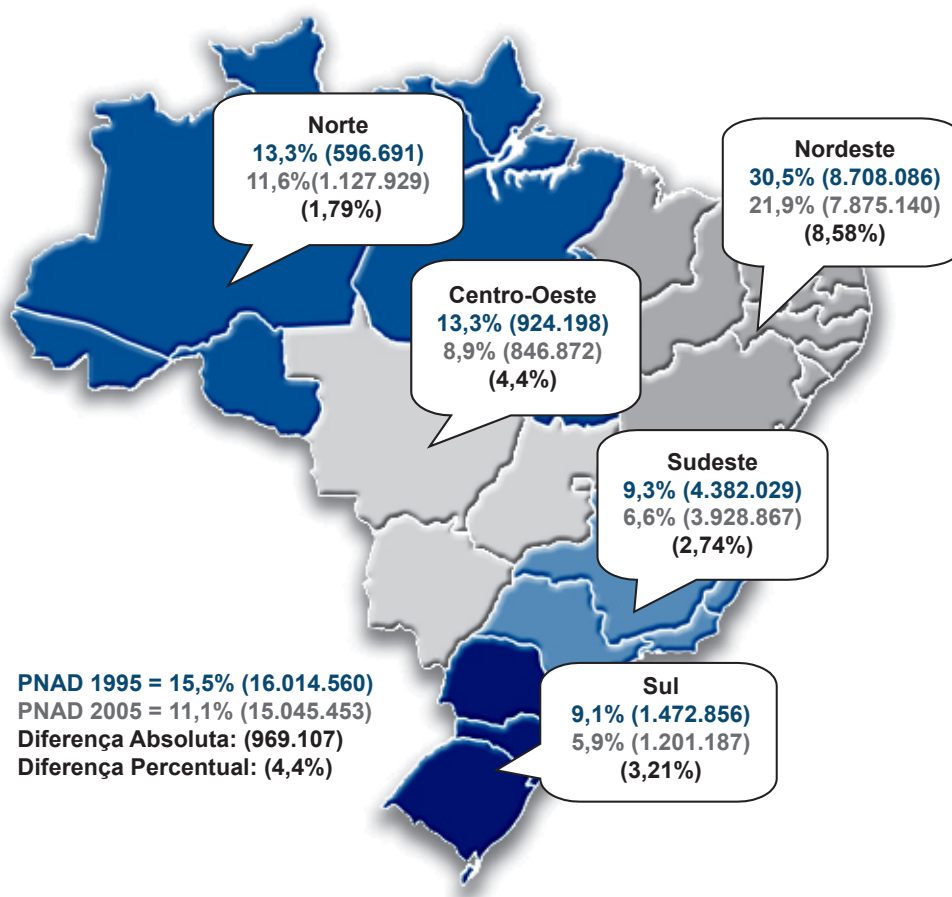 Norte
13,3% (596.691)
11,6%(1.127.929)
(1,79%)
Nordeste
30,5% (8.708.086)
21,9% (7.875.140)
(8,58%)
Centro-Oeste
13,3% (924.198)
8,9% (846.872)
(4,4%)
Sudeste
9,3% (4.382.029)
6,6% (3.928.867)
(2,74%)
Sul
9,1% (1.472.856)
5,9% (1.201.187)
(3,21%)
PNAD 1995 = 15,5% (16.014.560)
PNAD 2005 = 11,1% (15.045.453)
Diferença Absoluta: (969.107)
Diferença Percentual: (4,4%)